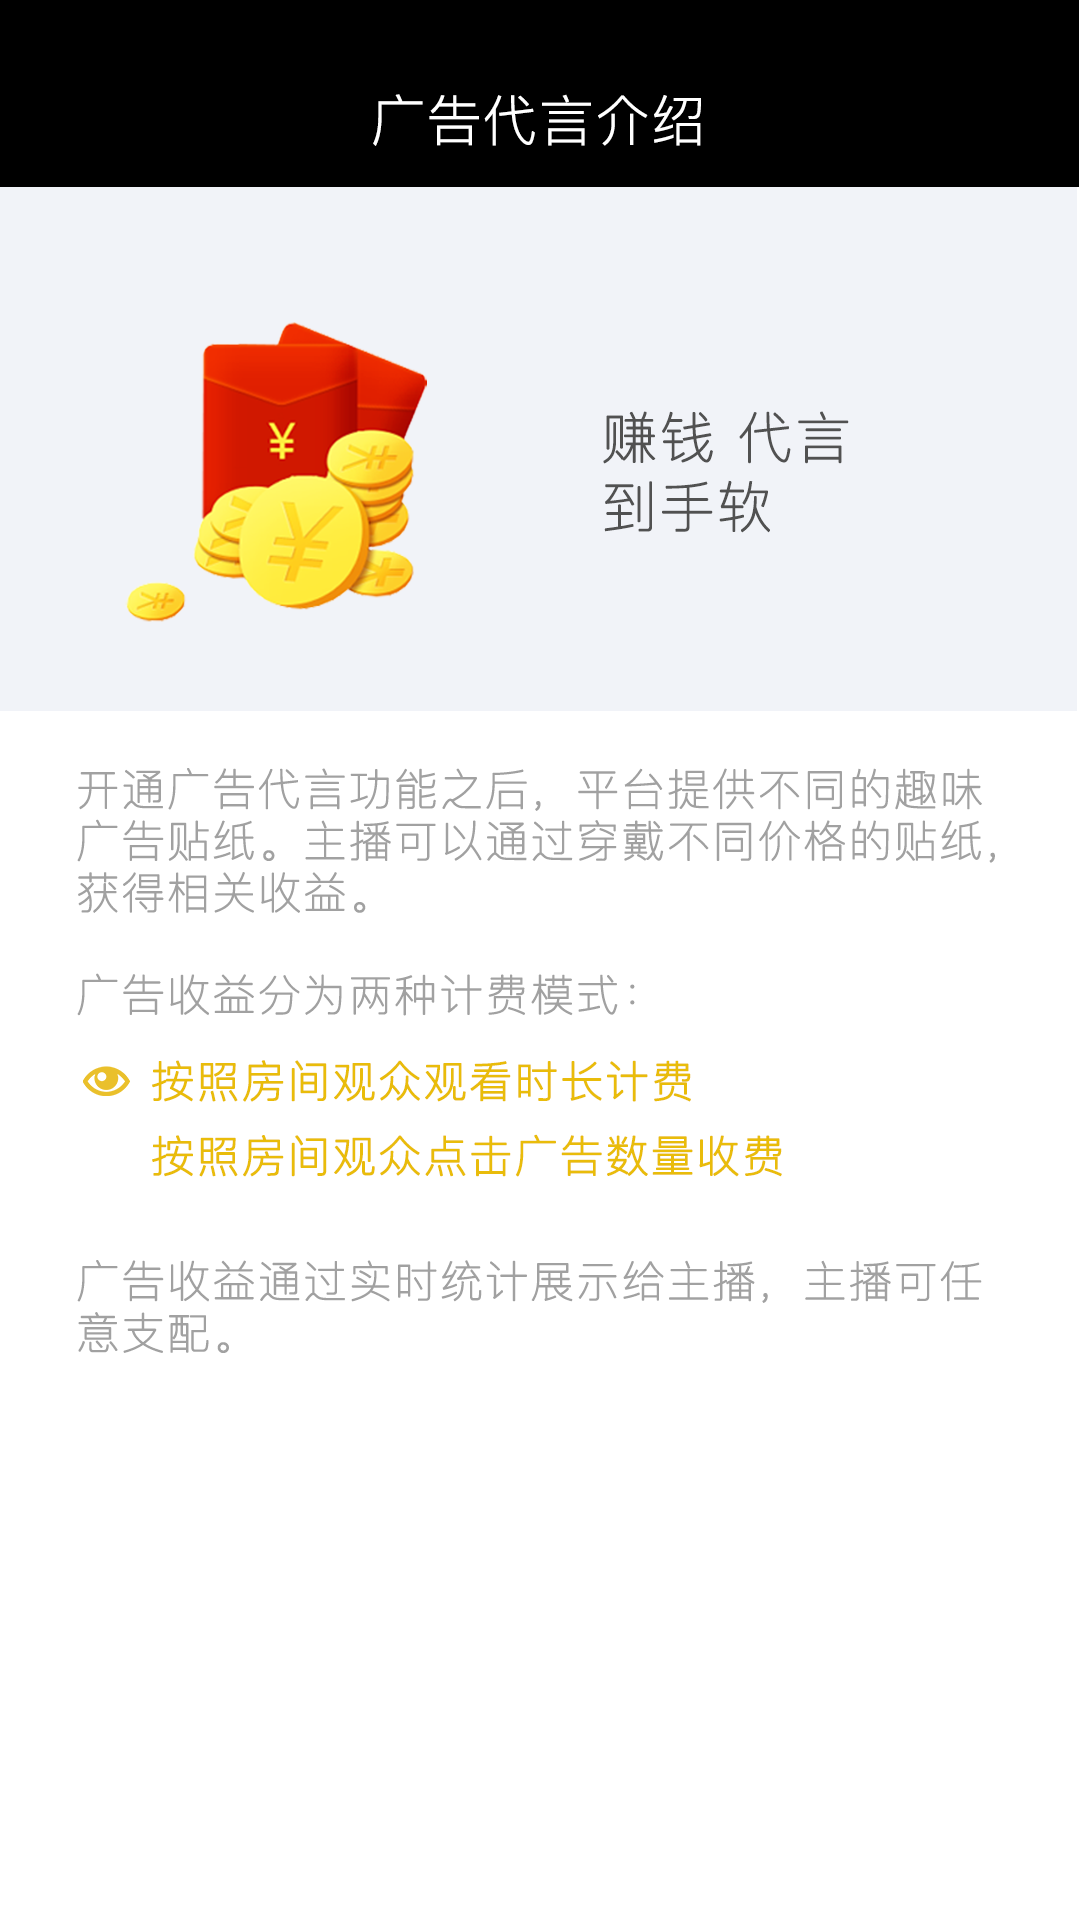 广告代言介绍
¥
赚钱 代言
到手软
开通广告代言功能之后，平台提供不同的趣味
广告贴纸。主播可以通过穿戴不同价格的贴纸，
获得相关收益。
广告收益分为两种计费模式：
按照房间观众观看时长计费
按照房间观众点击广告数量收费
广告收益通过实时统计展示给主播，主播可任
意支配。